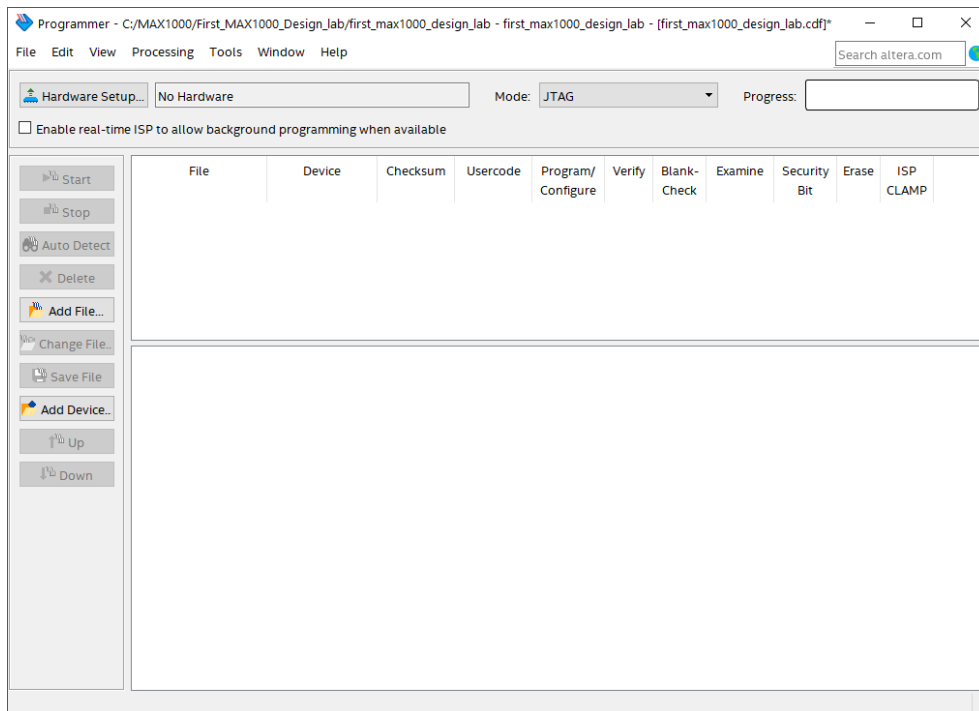 Programmer - C:/MAX1000/First_MAX1000_Design_lab/first_max1000_design_lab - first_max1000_design_lab - [first_max1000_design_lab.cdf]*
File Edit View Processing Tools Window Help
Search altera.com
Hardware Setup... No Hardware Mode: JTAG Progress:
Enable real-time ISP to allow background programming when available
File Device Checksum Usercode Program/ Verify Blank- Examine Security Erase ISP
Configure Check Bit CLAMP
Start
Stop
Auto Detect
Delete
Add File...
Change File..
Save File
Add Device..
Up
Down